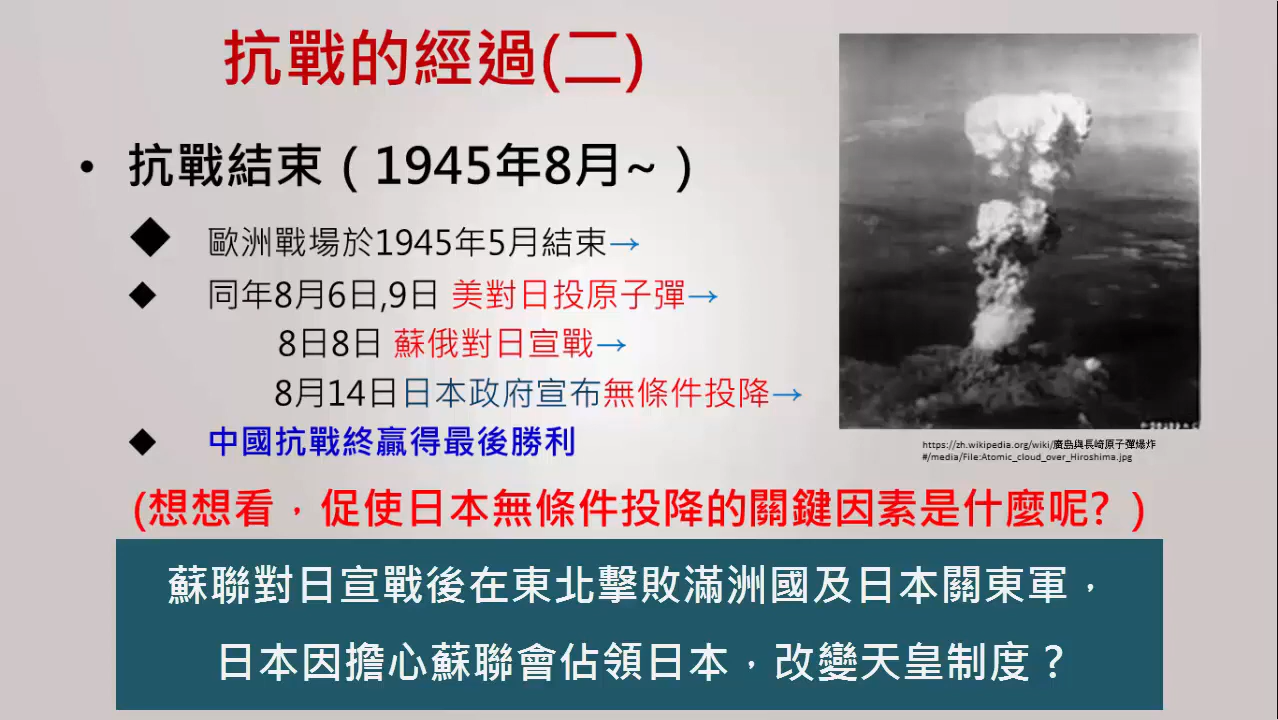 抗戰的經過(二)
• 抗戰結束（1945年8月~）
◆ 歐洲戰場於1945年5月結束→
◆ 同年8月6日,9日 美對日投原子彈→
8日8日 蘇俄對日宣戰→
8月14日日本政府宣布無條件投降→
◆ 中國抗戰終贏得最後勝利
https://zh.wikipedia.org/wiki/廣島與長崎原子彈爆炸
#/media/File:Atomic_cloud_over_Hiroshima.jpg
(想想看，促使日本無條件投降的關鍵因素是什麼呢? )
蘇聯對日宣戰後在東北擊敗滿洲國及日本關東軍，
日本因擔心蘇聯會佔領日本，改變天皇制度？